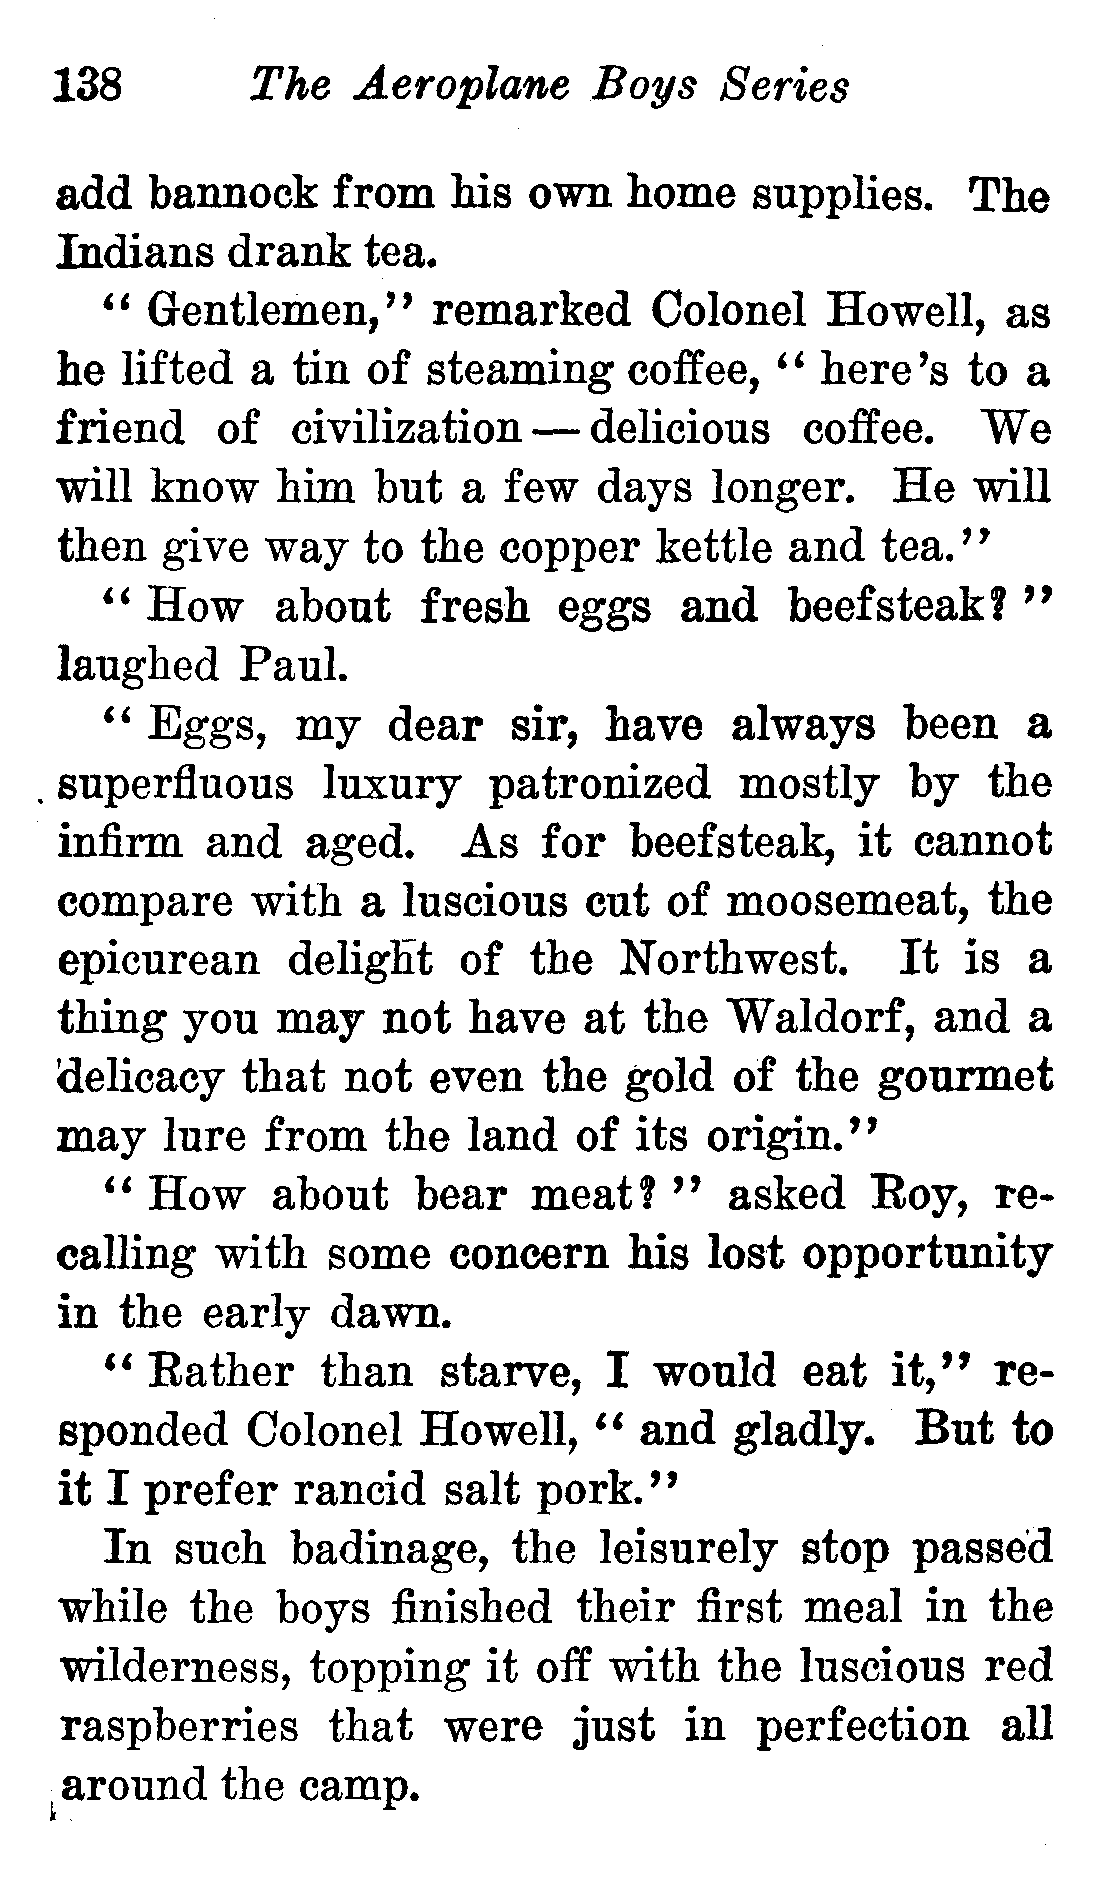 138 The Aeroplane Boys Series
add bannock from his own home supplies. The
Indians drank tea.
" Gentlemen," remarked Colonel Howell, as
he lifted a tin of steaming coffee, " here's to a
friend of civilization — delicious coffee. We
will know him but a few days longer. He will
then give way to the copper kettle and tea."
" How about fresh eggs and beefsteak? "
laughed Paul.
" Eggs, my dear sir, have always been a
superfluous luxury patronized mostly by the
infirm and aged. As for beefsteak, it cannot
compare with a luscious cut of moosemeat, the
epicurean delight of the Northwest. It is a
thing you may not have at the Waldorf, and a
delicacy that not even the gold of the gourmet
may lure from the land of its origin."
" How about bear meat? " asked Roy, re-
calling with some concern his lost opportunity
in the early dawn.
" Rather than starve, I would eat it," re-
sponded Colonel Howell, " and gladly. But to
it I prefer rancid salt pork."
In such badinage, the leisurely stop passed
while the boys finished their first meal in the
wilderness, topping it off with the luscious red
raspberries that were just in perfection all
around the camp.